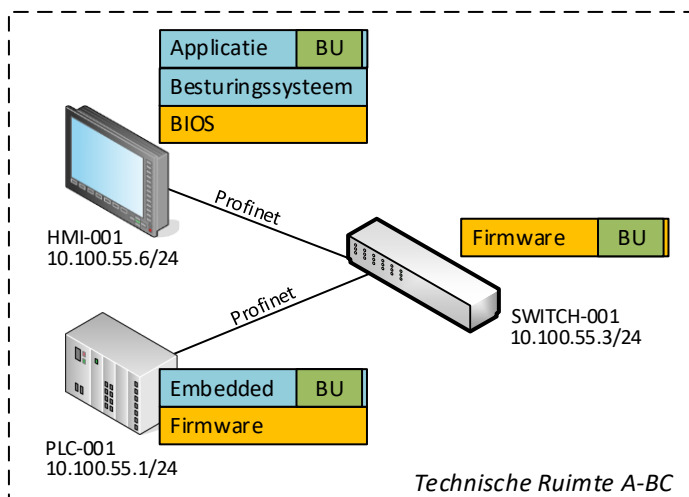 Applicatie BU
Besturingssysteem
BIOS
Profinet
HMI-001
10.100.55.6/24
Firmware BU
SWITCH-001
10.100.55.3/24
Profinet
Embedded BU
Firmware
PLC-001
10.100.55.1/24
Technische Ruimte A-BC